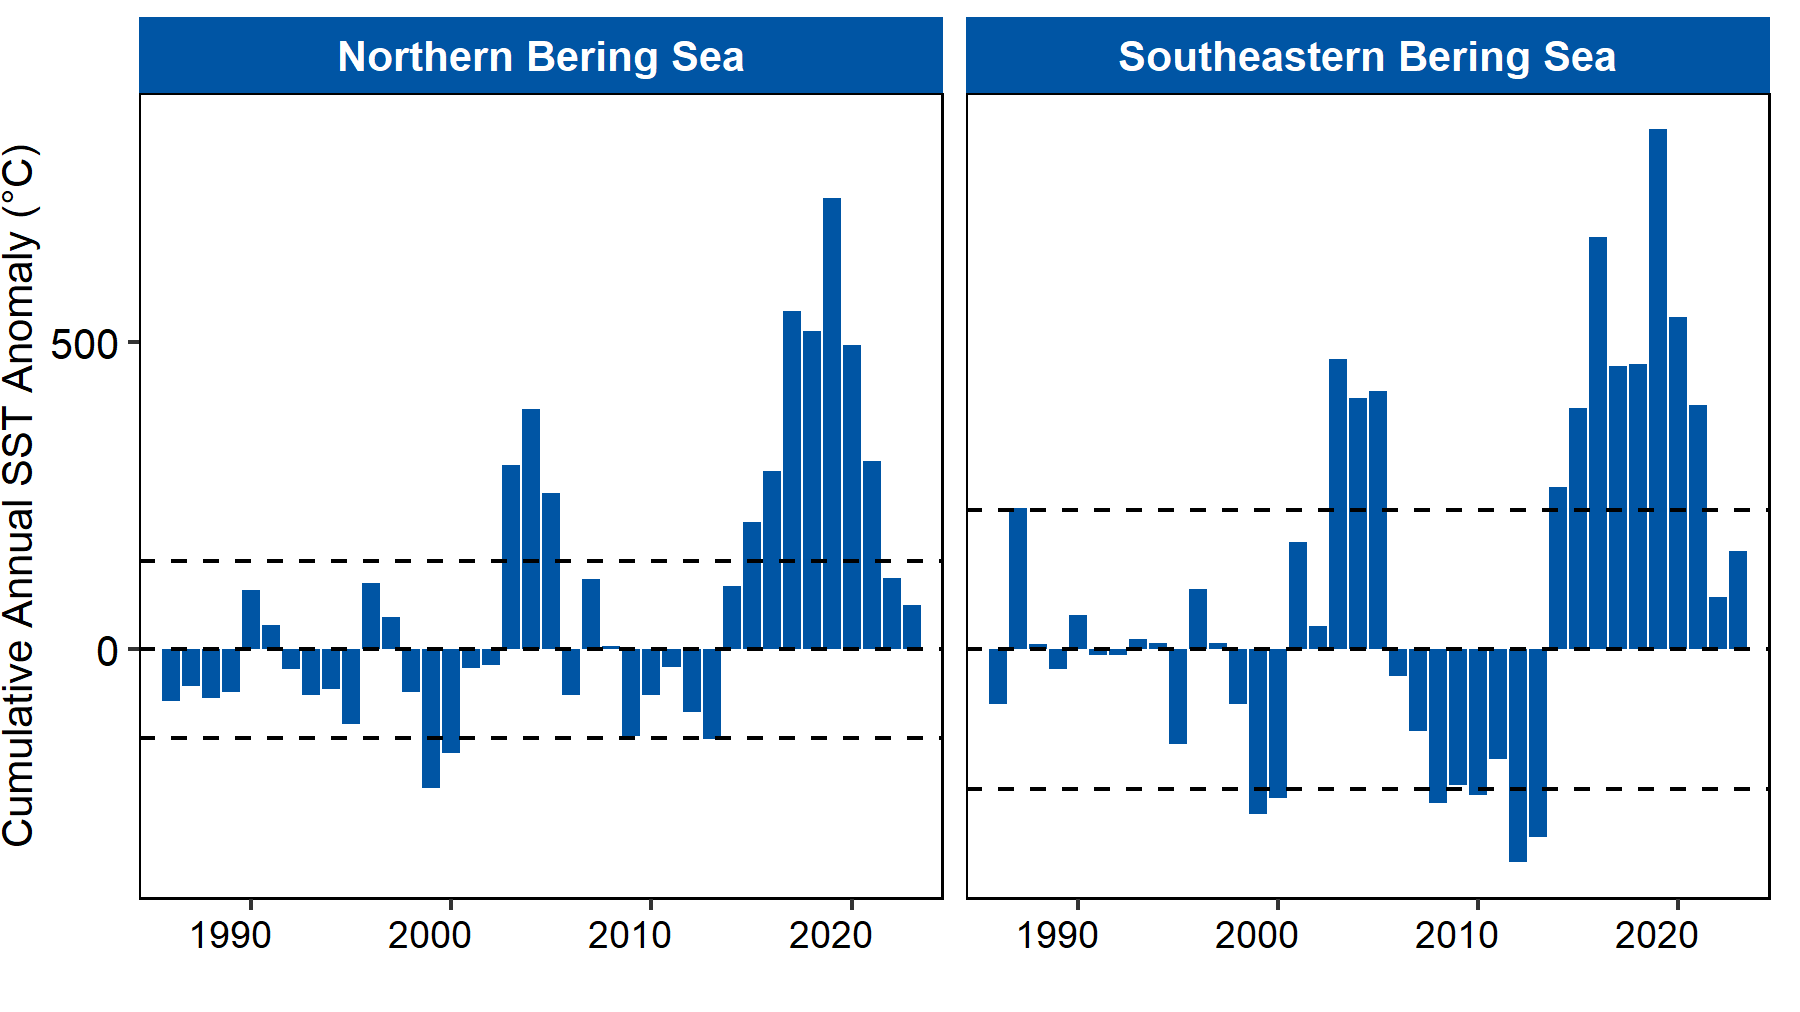 Northern Bering Sea
Southeastern Bering Sea
Cumulative Annual SST Anomaly (°C)
500
0
1990 2000 2010 2020
1990 2000 2010 2020